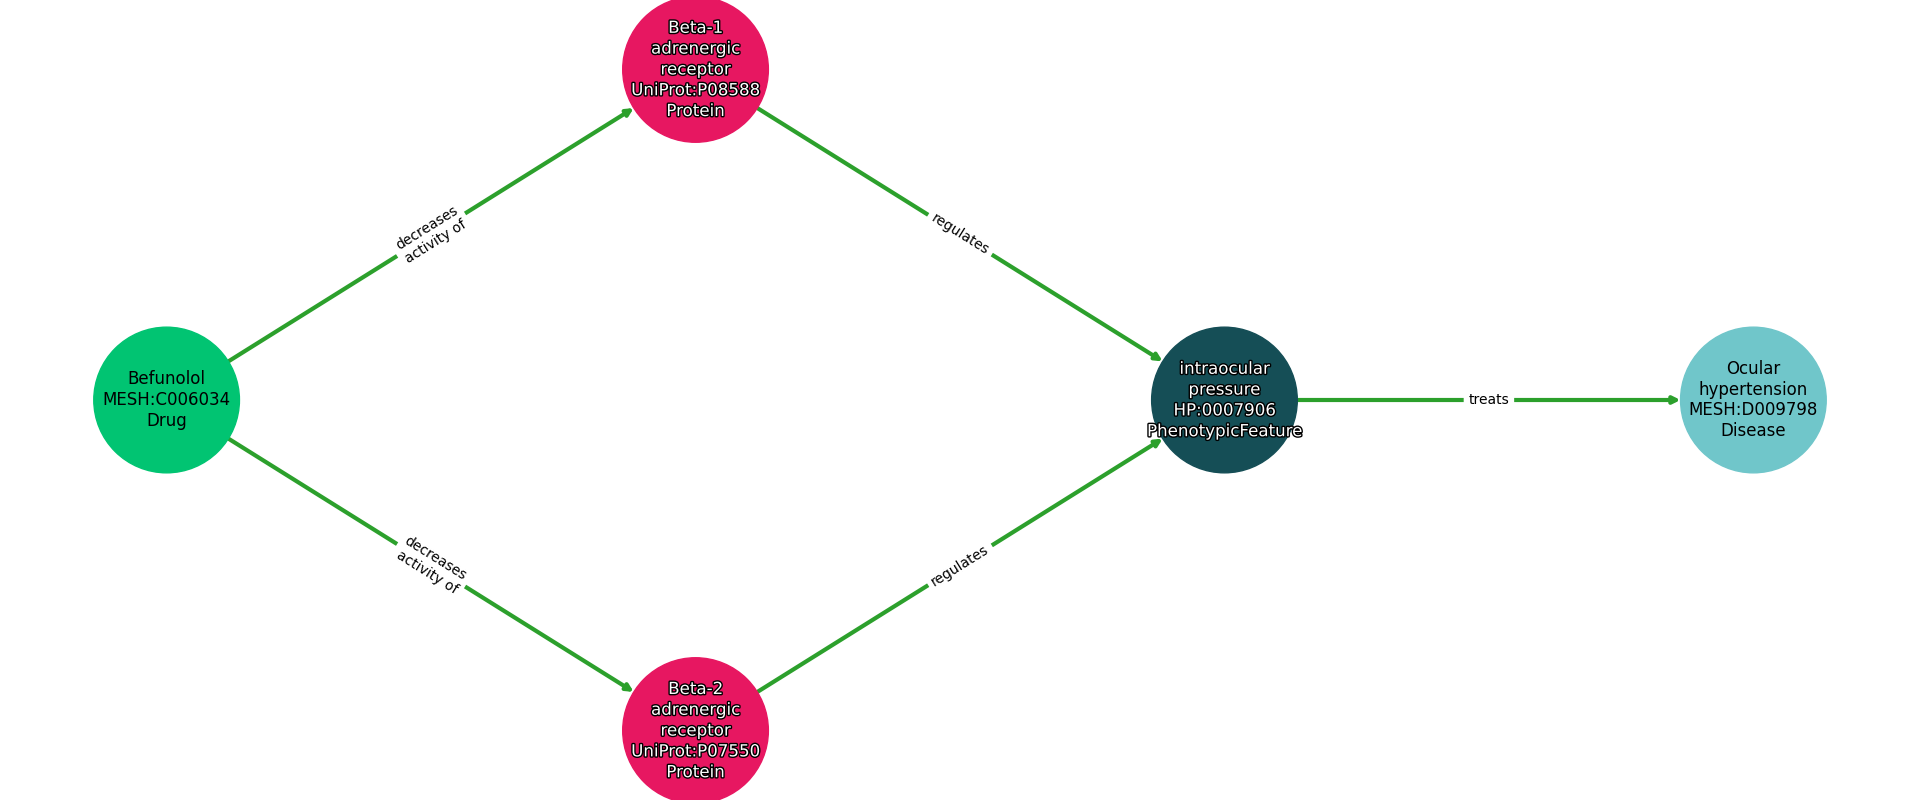 Beta-1
adrenergic
receptor
UniProt:P08588
Protein
decreases
activity of
regulates
Befunolol
MESH:C006034
Drug
intraocular
pressure
HP:0007906
PhenotypicFeature
treats
Ocular
hypertension
MESH:D009798
Disease
decreases
activity of
regulates
Beta-2
adrenergic
receptor
UniProt:P07550
Protein